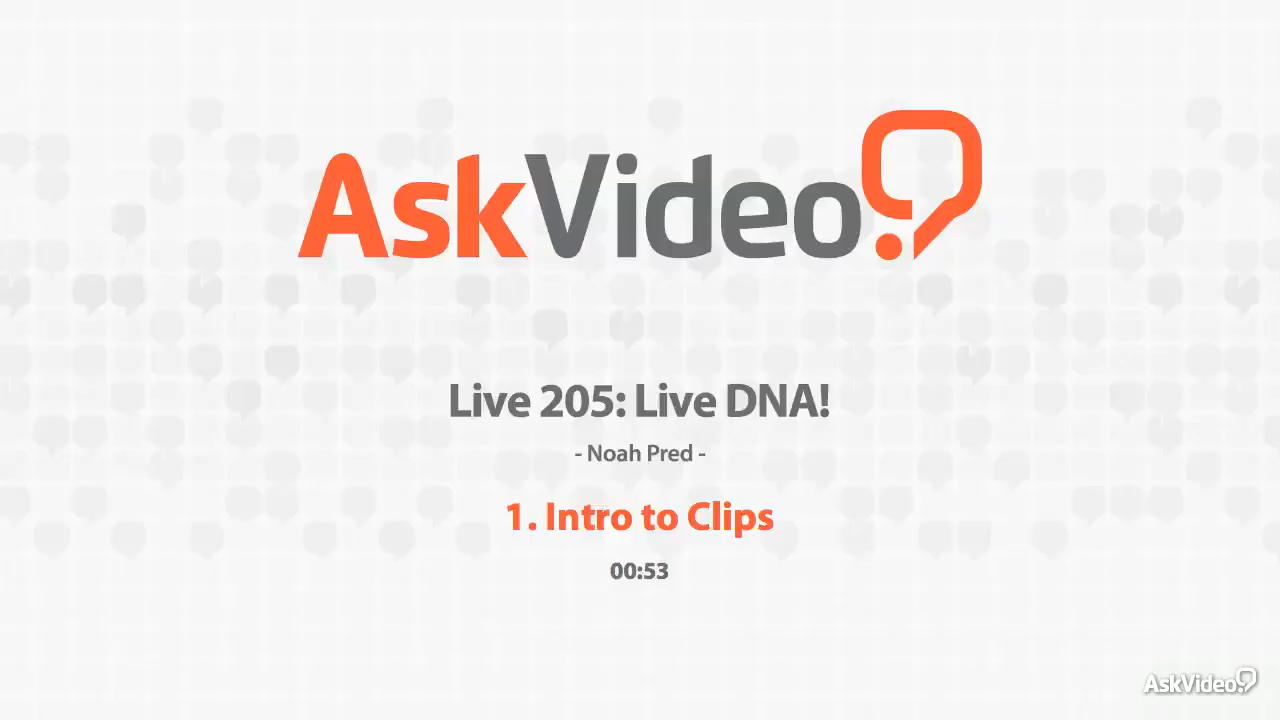 AskVideo
Live 205: Live DNA!
- Noah Pred -
1. Intro to Clips
00:53
AskVideo